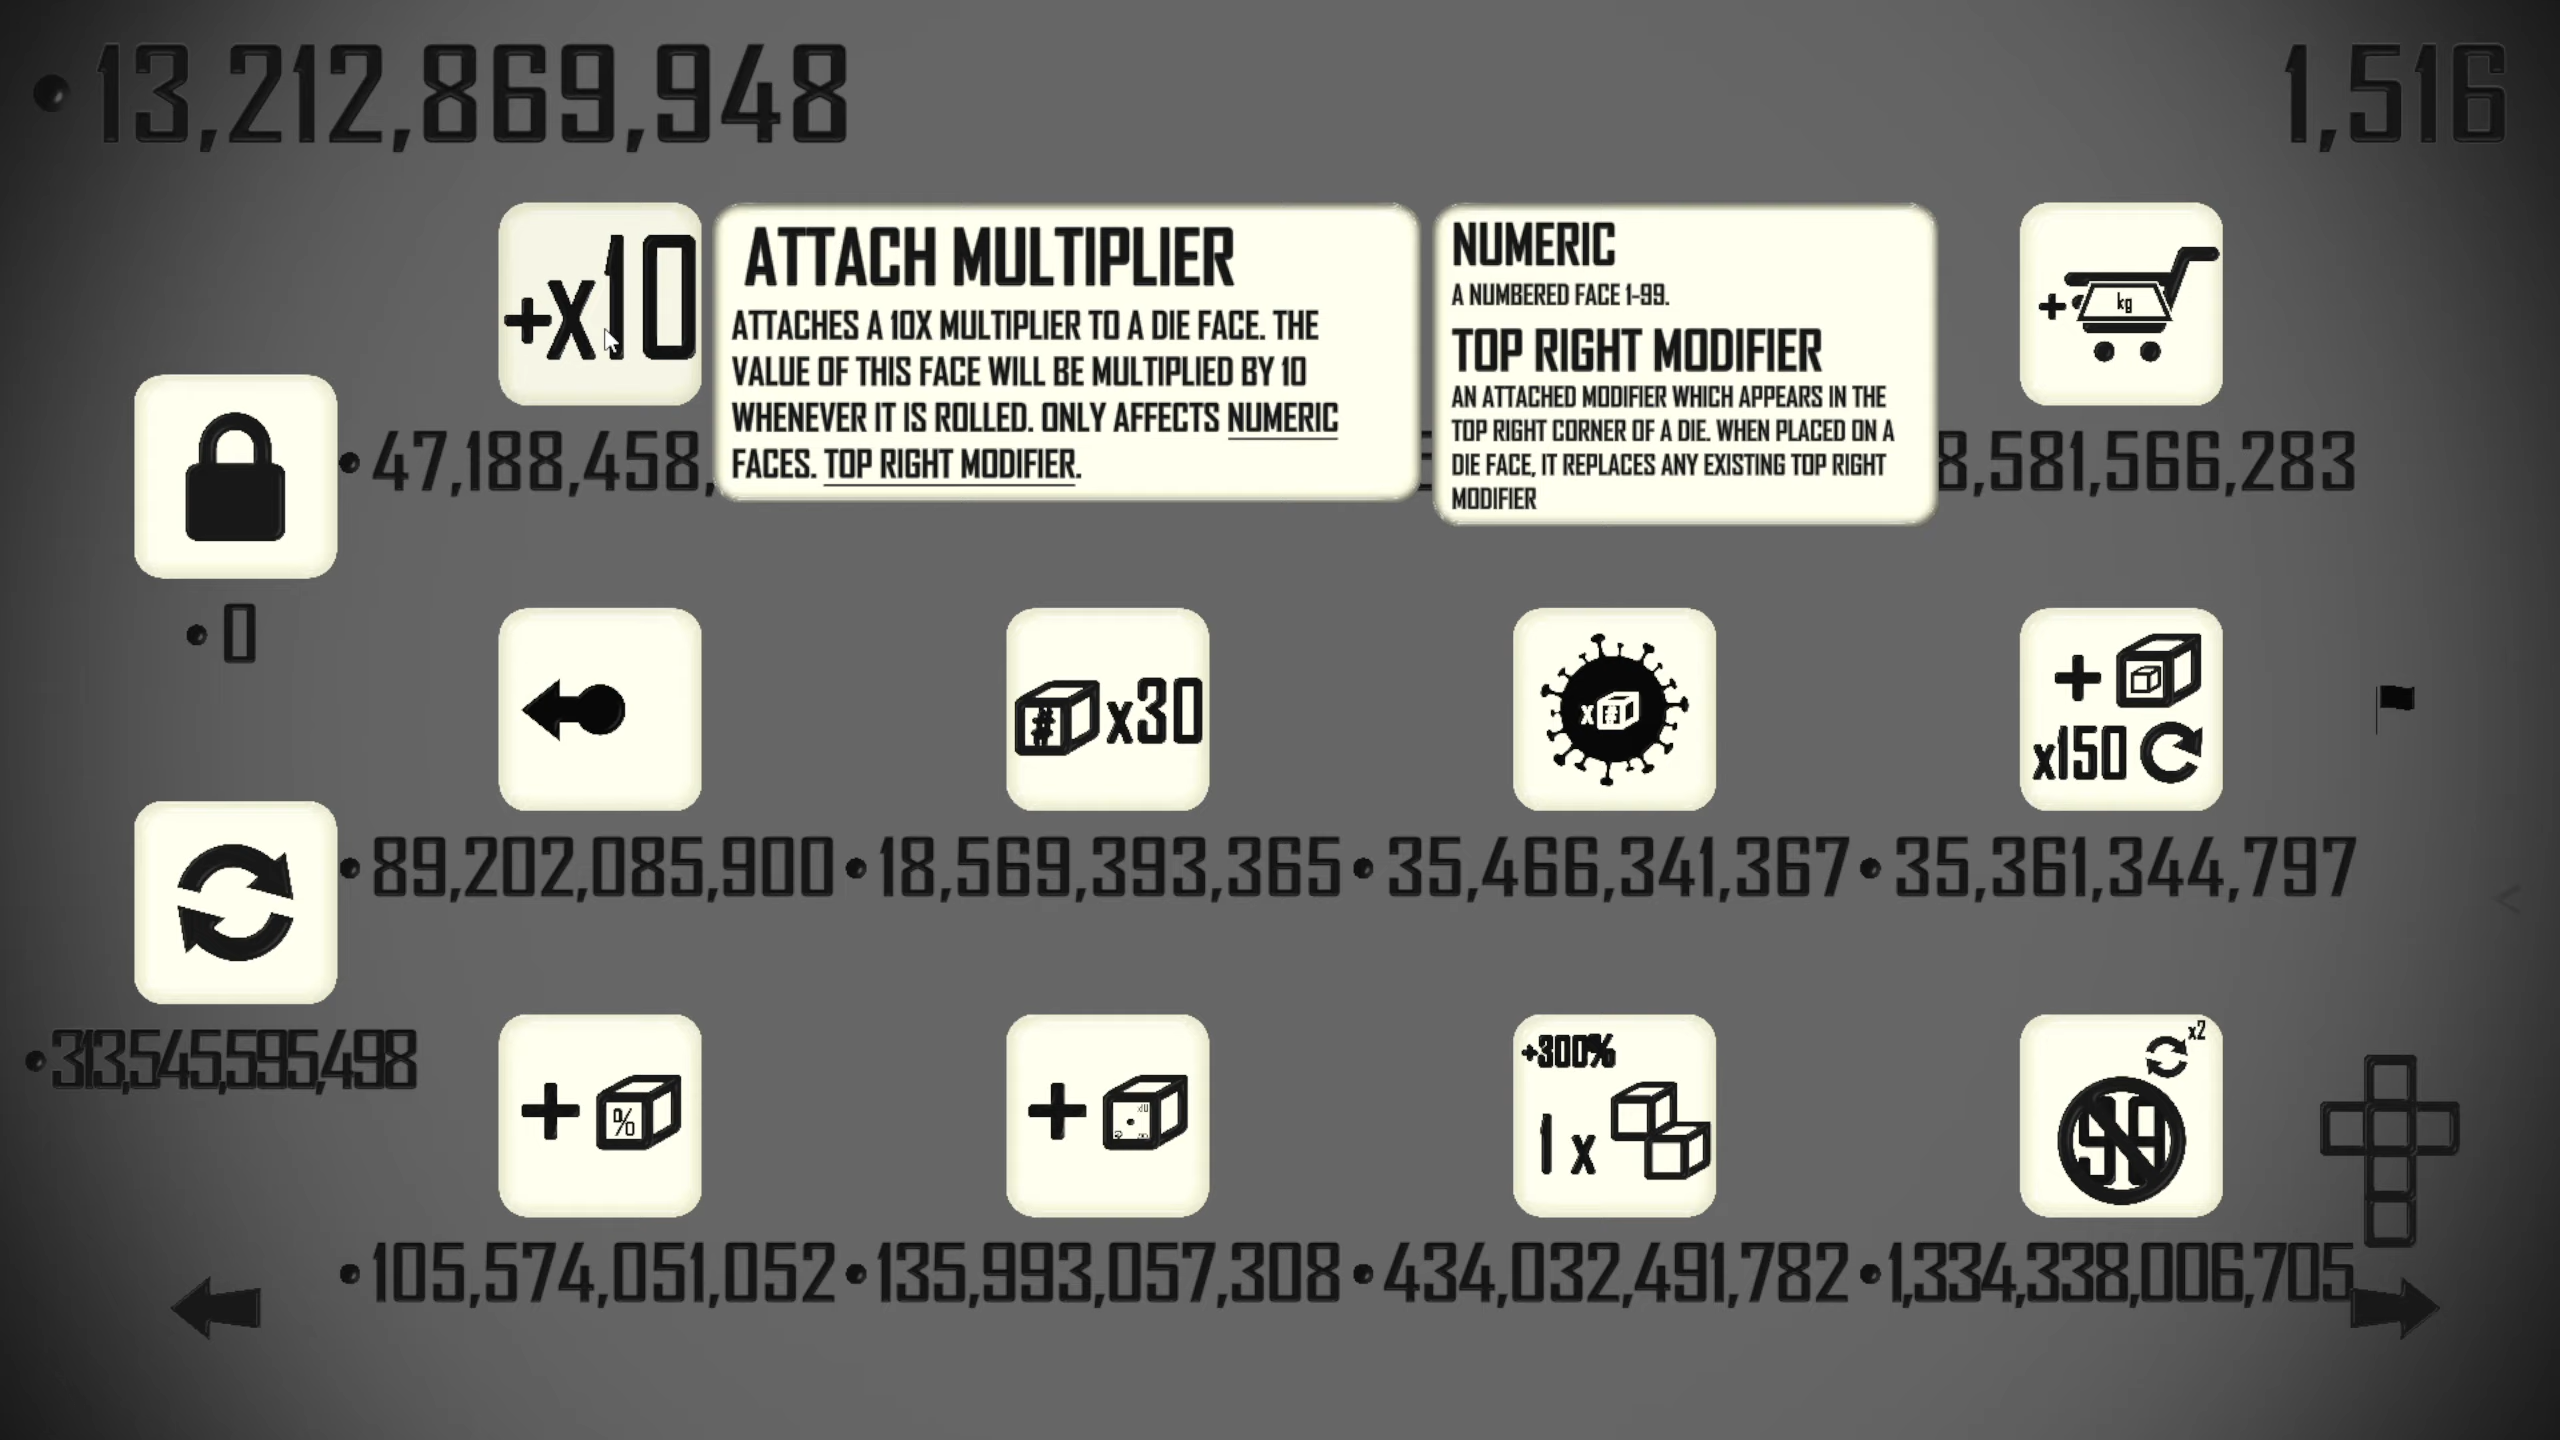 13,212,869,948
1,516
+x10
ATTACH MULTIPLIER
ATTACHES A 10X MULTIPLIER TO A DIE FACE. THE
VALUE OF THIS FACE WILL BE MULTIPLIED BY 10
WHENEVER IT IS ROLLED. ONLY AFFECTS NUMERIC
FACES. TOP RIGHT MODIFIER.
NUMERIC
A NUMBERED FACE 1-99.
TOP RIGHT MODIFIER
AN ATTACHED MODIFIER WHICH APPEARS IN THE
TOP RIGHT CORNER OF A DIE. WHEN PLACED ON A
DIE FACE, IT REPLACES ANY EXISTING TOP RIGHT
MODIFIER
+ kg
47,188,458,
8,581,566,283
0
# x30
x #
+
x150
89,202,085,900
18,569,393,365
35,466,341,367
35,361,344,797
313,545,595,498
+ %
+
+300%
1 x
x2
105,574,051,052
135,993,057,308
434,032,491,782
1,334,338,006,705